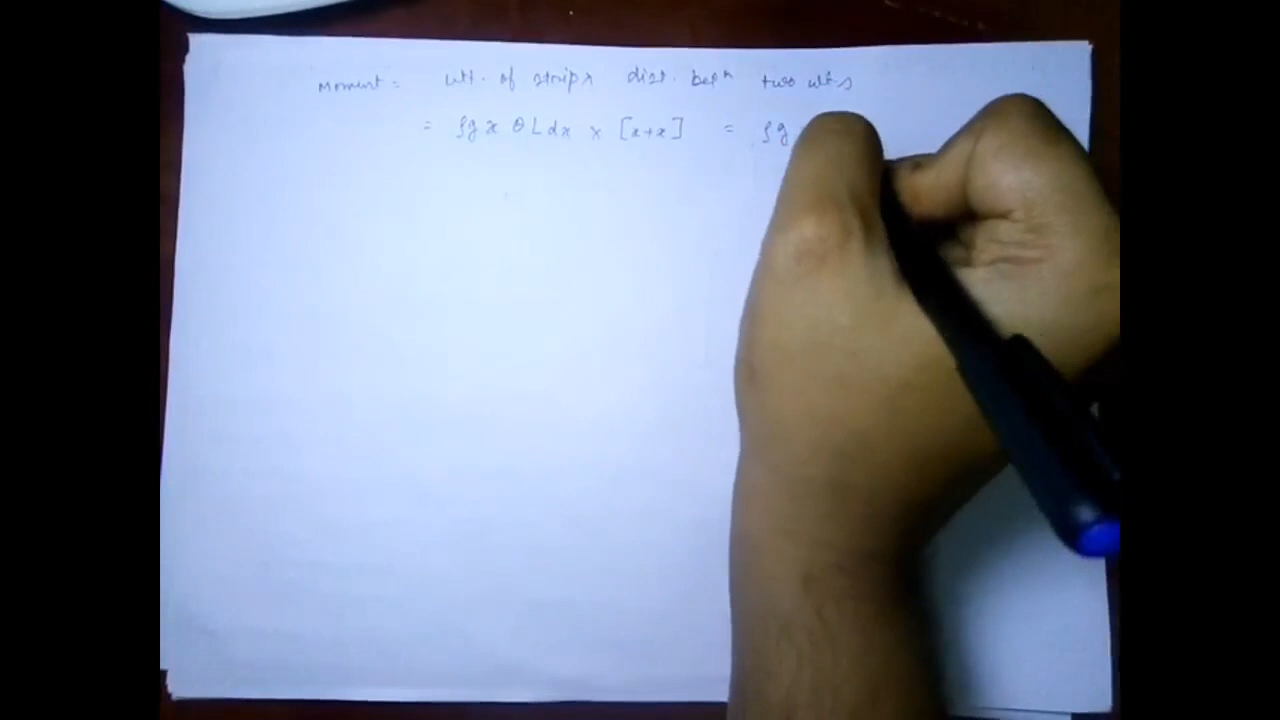 Moment = wt. of strip x dist. betn two wts
= ρg x θ L dx x [x+x] = ρg